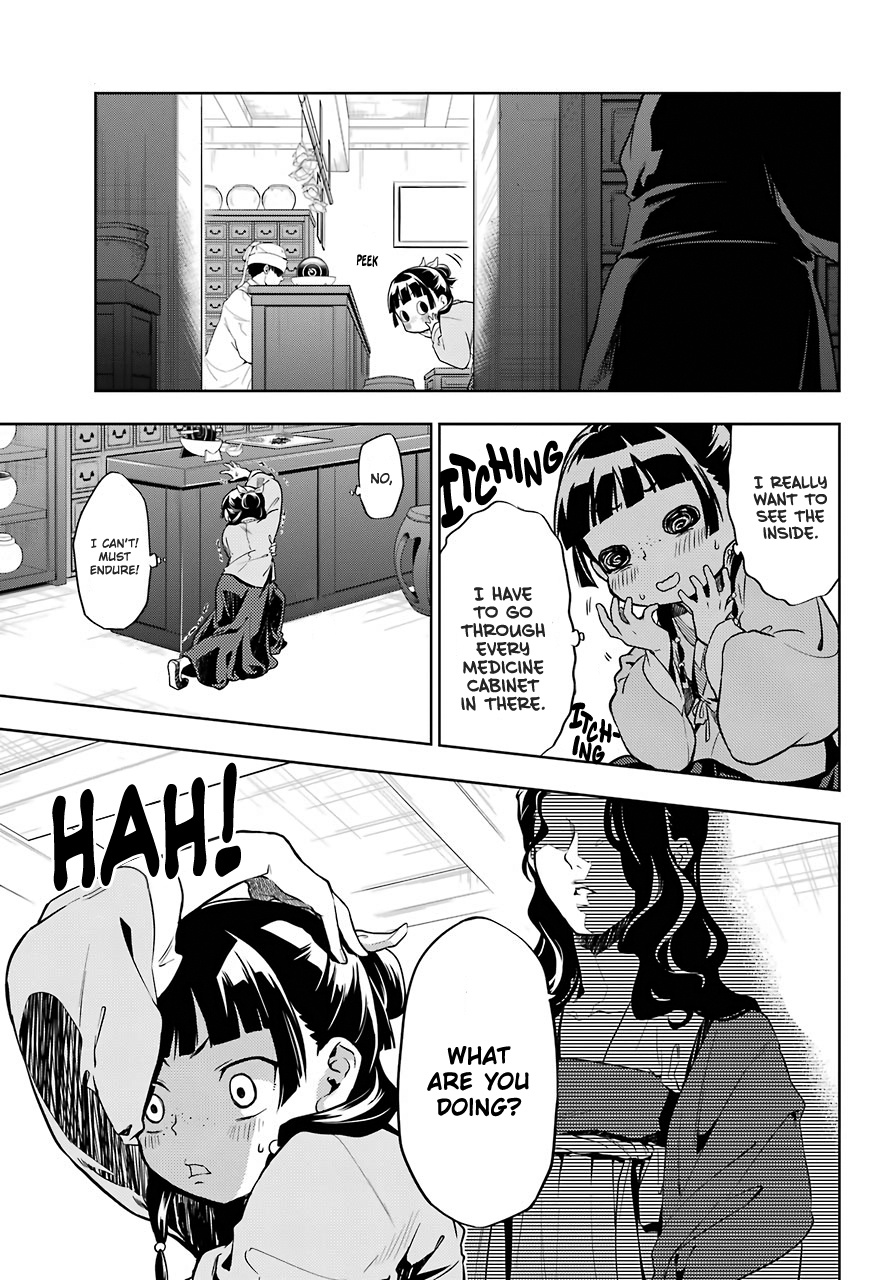 PEEK
I REALLY
WANT TO
SEE THE
INSIDE.
ITCHING
I HAVE
TO GO
THROUGH
EVERY
MEDICINE
CABINET
IN THERE.
ITCH-
ING
NO,
I CAN'T!
MUST
ENDURE!
HAH!
WHAT
ARE YOU
DOING?